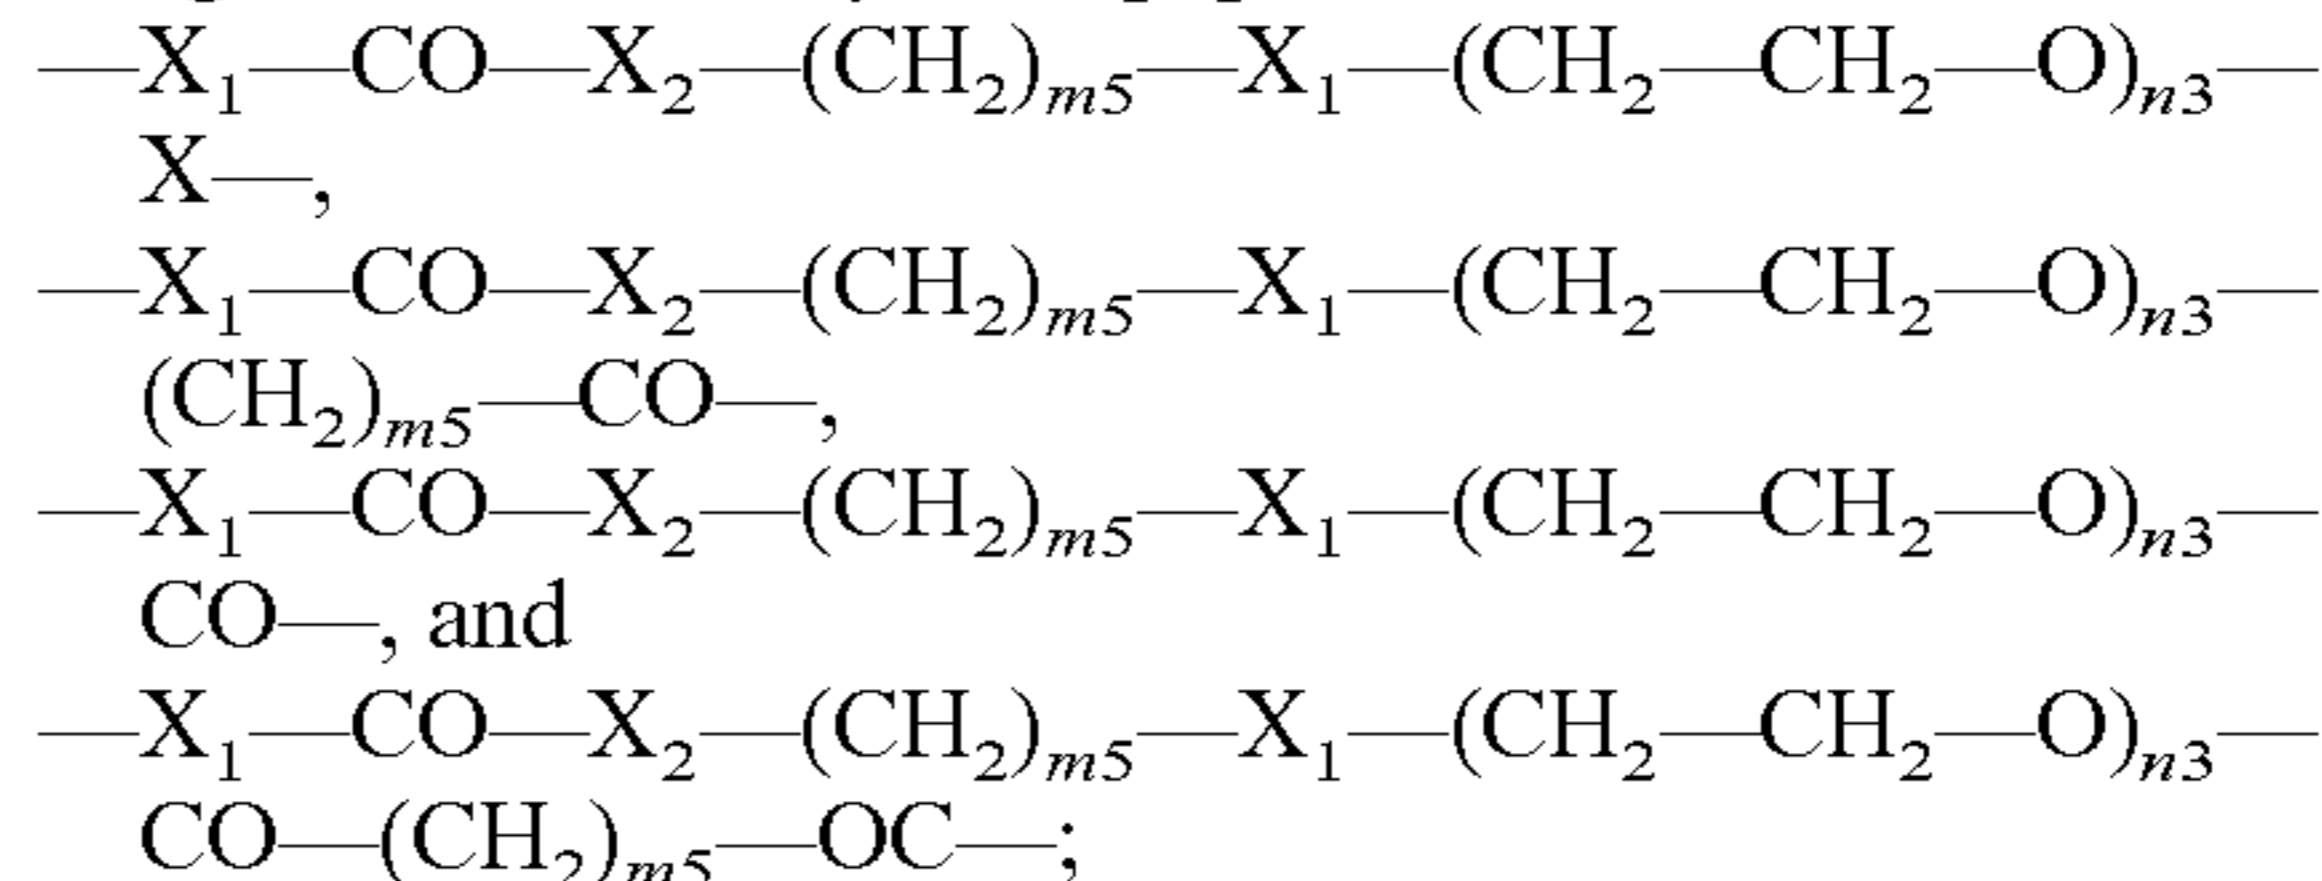 —X₁—CO—X₂—(CH₂)ₘ₅—X₁—(CH₂—CH₂—O)ₙ₃—
X—,
—X₁—CO—X₂—(CH₂)ₘ₅—X₁—(CH₂—CH₂—O)ₙ₃—
(CH₂)ₘ₅—CO—,
—X₁—CO—X₂—(CH₂)ₘ₅—X₁—(CH₂—CH₂—O)ₙ₃—
CO—, and
—X₁—CO—X₂—(CH₂)ₘ₅—X₁—(CH₂—CH₂—O)ₙ₃—
CO—(CH₂)ₘ₅—OC—;